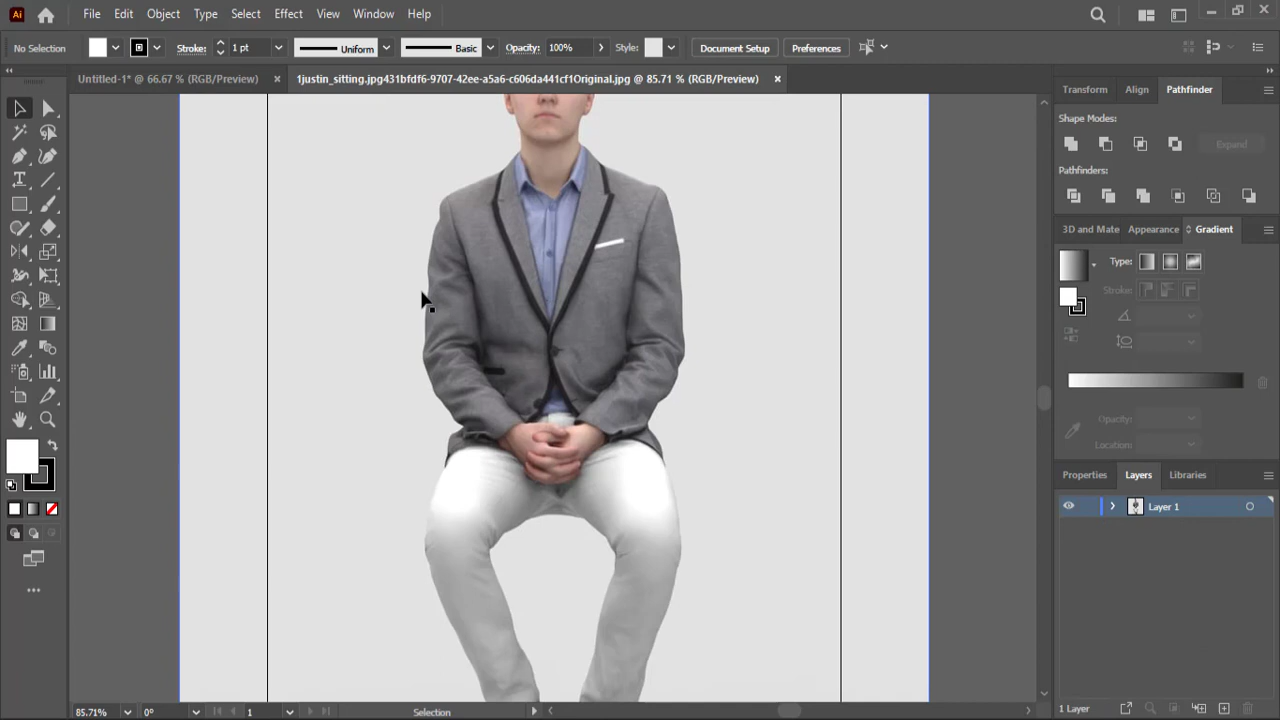 Ai File Edit Object Type Select Effect View Window Help
No Selection Stroke: 1 pt Uniform Basic Opacity: 100% Style: Document Setup Preferences
Untitled-1* @ 66.67 % (RGB/Preview) × 1justin_sitting.jpg431bfdf6-9707-42ee-a5a6-c606da441cf1Original.jpg @ 85.71 % (RGB/Preview) ×
Transform Align Pathfinder
Shape Modes:
Expand
Pathfinders:
3D and Mate Appearance Gradient
Type:
Stroke:
Opacity:
Location:
Properties Layers Libraries
Layer 1
85.71% 0° 1 Selection
1 Layer